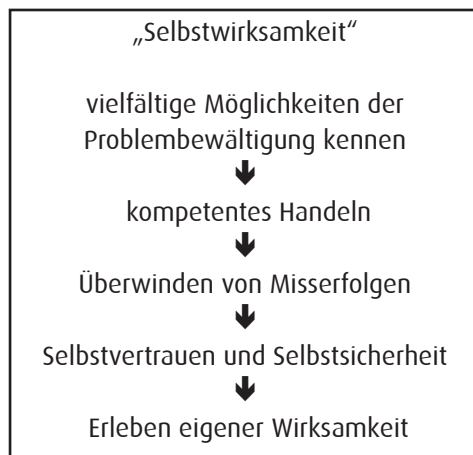 „Selbstwirksamkeit“
vielfältige Möglichkeiten der
Problembewältigung kennen
kompetentes Handeln
Überwinden von Misserfolgen
Selbstvertrauen und Selbstsicherheit
Erleben eigener Wirksamkeit